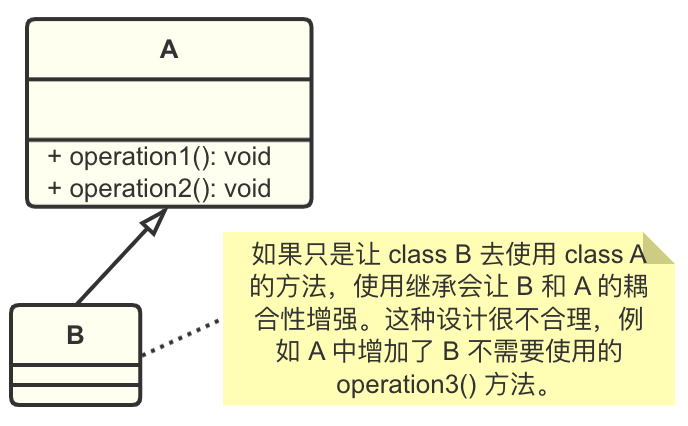 A
+ operation1(): void
+ operation2(): void
B
如果只是让 class B 去使用 class A
的方法，使用继承会让 B 和 A 的耦
合性增强。这种设计很不合理，例
如 A 中增加了 B 不需要使用的
operation3() 方法。